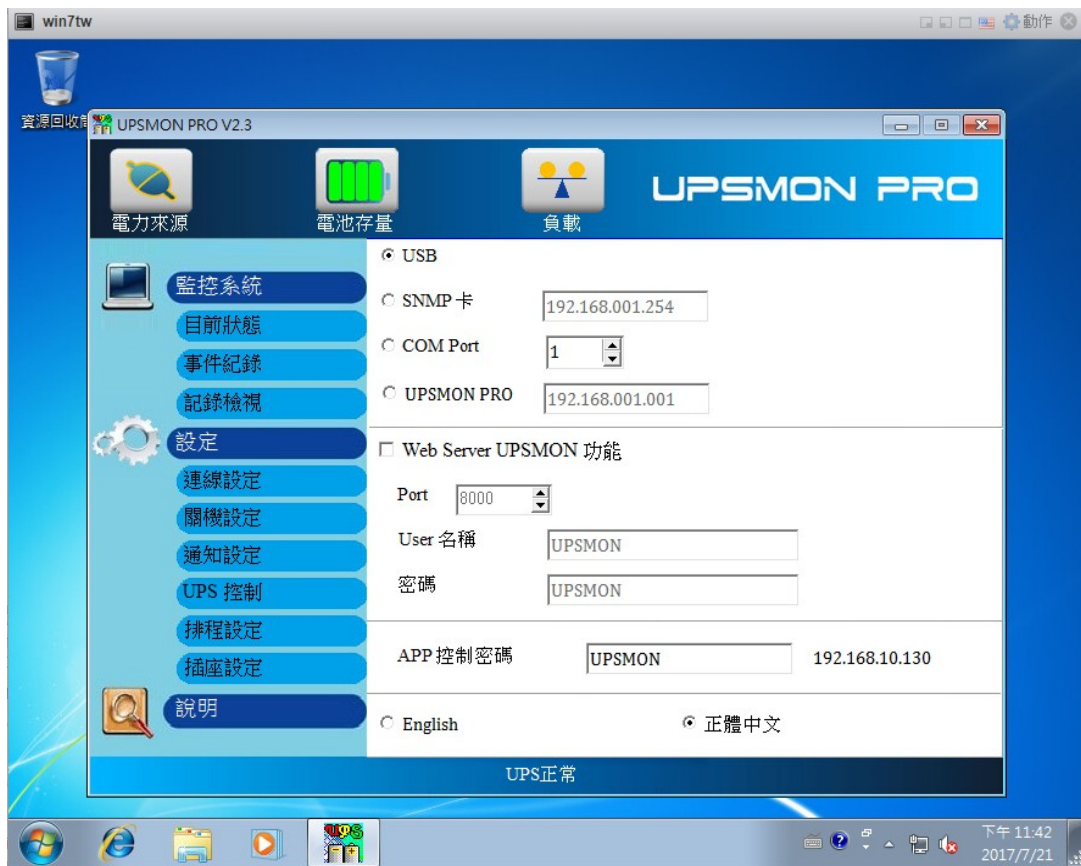 win7tw
動作
資源回收筒
UPSMON PRO V2.3
電力來源
電池存量
負載
UPSMON PRO
監控系統
目前狀態
事件紀錄
記錄檢視
設定
連線設定
關機設定
通知設定
UPS 控制
排程設定
插座設定
說明
USB
SNMP 卡
192.168.001.254
COM Port
1
UPSMON PRO
192.168.001.001
Web Server UPSMON 功能
Port
8000
User 名稱
UPSMON
密碼
UPSMON
APP 控制密碼
UPSMON
192.168.10.130
English
正體中文
UPS正常
UPS
下午 11:42
2017/7/21